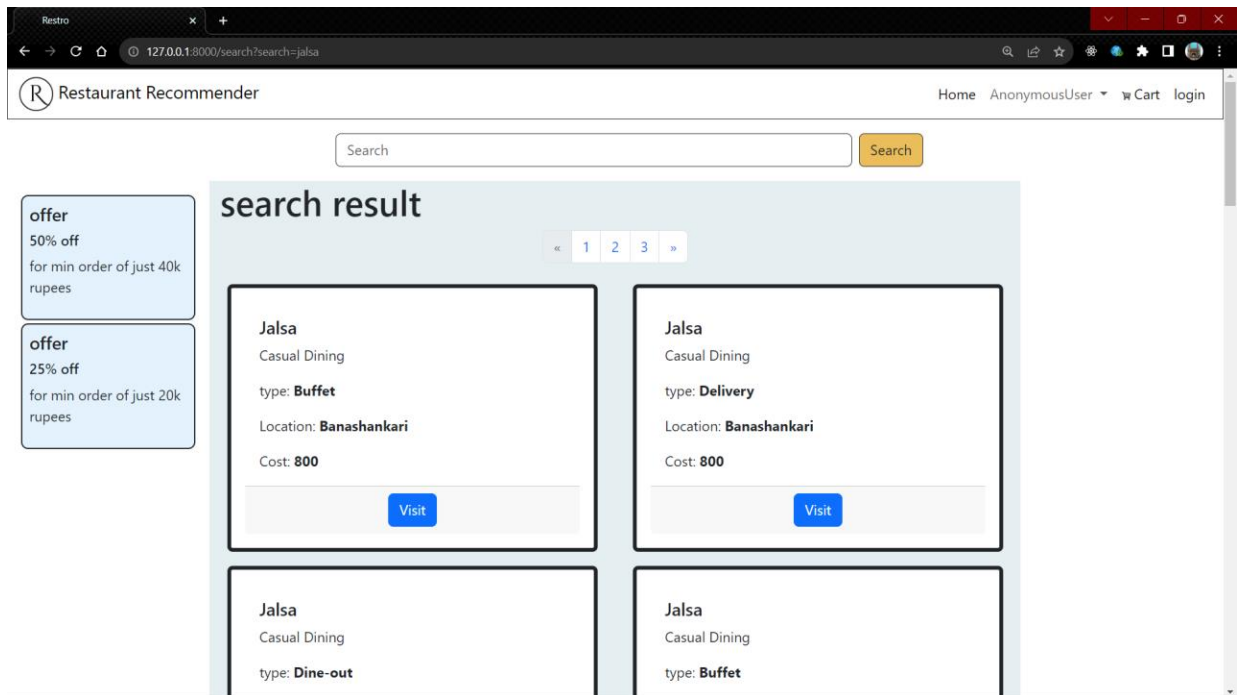 Restro
127.0.0.1:8000/search?search=jalsa
R Restaurant Recommender
Home AnonymousUser Cart login
Search Search
offer
50% off
for min order of just 40k
rupees
offer
25% off
for min order of just 20k
rupees
search result
« 1 2 3 »
Jalsa
Casual Dining
type: Buffet
Location: Banashankari
Cost: 800
Visit
Jalsa
Casual Dining
type: Delivery
Location: Banashankari
Cost: 800
Visit
Jalsa
Casual Dining
type: Dine-out
Jalsa
Casual Dining
type: Buffet